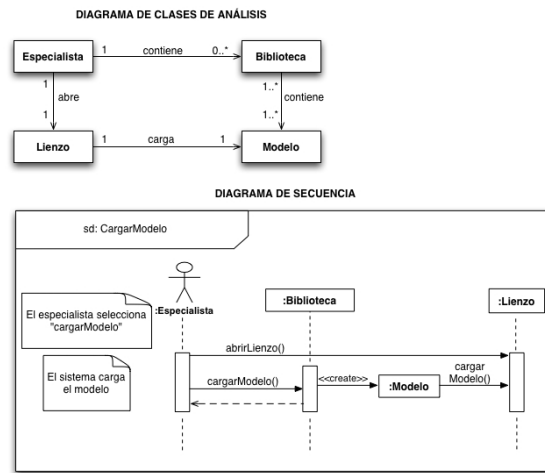 DIAGRAMA DE CLASES DE ANÁLISIS
Especialista
1
contiene
0..*
Biblioteca
1
abre
1
1..*
contiene
1..*
Lienzo
1
carga
1
Modelo
DIAGRAMA DE SECUENCIA
sd: CargarModelo
El especialista selecciona
"cargarModelo"
:Especialista
:Biblioteca
:Lienzo
abrirLienzo()
El sistema carga
el modelo
cargarModelo()
<<create>>
:Modelo
cargar
Modelo()